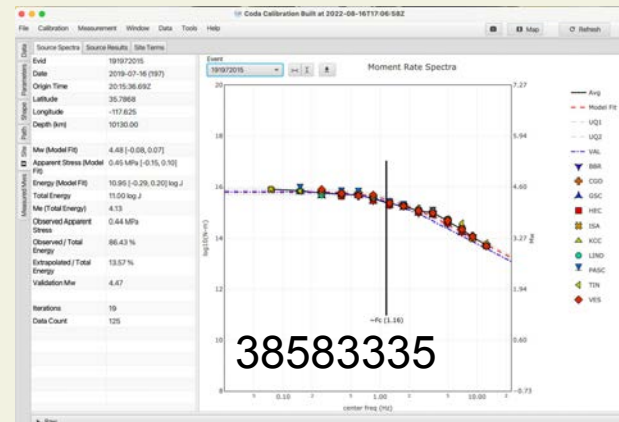 Coda Calibration Built at 2022-08-16T17:06:58Z
File Calibration Measurement Window Data Tools Help
Map
Refresh
Data
Parameters
Shape
Path
Site
Measured Mws
Source Spectra Source Results Site Terms
Evid 191972015
Date 2019-07-16 (197)
Origin Time 20:15:36.69Z
Latitude 35.7868
Longitude -117.625
Depth (km) 10130.00
Mw (Model Fit) 4.48 [-0.08, 0.07]
Apparent Stress (Model Fit) 0.45 MPa [-0.15, 0.10]
Energy (Model Fit) 10.95 [-0.29, 0.20] log J
Total Energy 11.00 log J
Me (Total Energy) 4.13
Observed Apparent Stress 0.44 MPa
Observed / Total Energy 86.43 %
Extrapolated / Total Energy 13.57 %
Validation Mw 4.47
Iterations 19
Data Count 125
Event
191972015
Moment Rate Spectra
20
18
16
14
12
10
8
log10(N-m)
7.27
5.94
4.60
3.27
1.94
0.60
-0.73
Mw
~Fc (1.16)
38583335
5 0.10 2 5 1.00 2 5 10.00 2
center freq (Hz)
Avg
Model Fit
UQ1
UQ2
VAL
BBR
CGO
GSC
HEC
ISA
KCC
LIND
PASC
TIN
VES